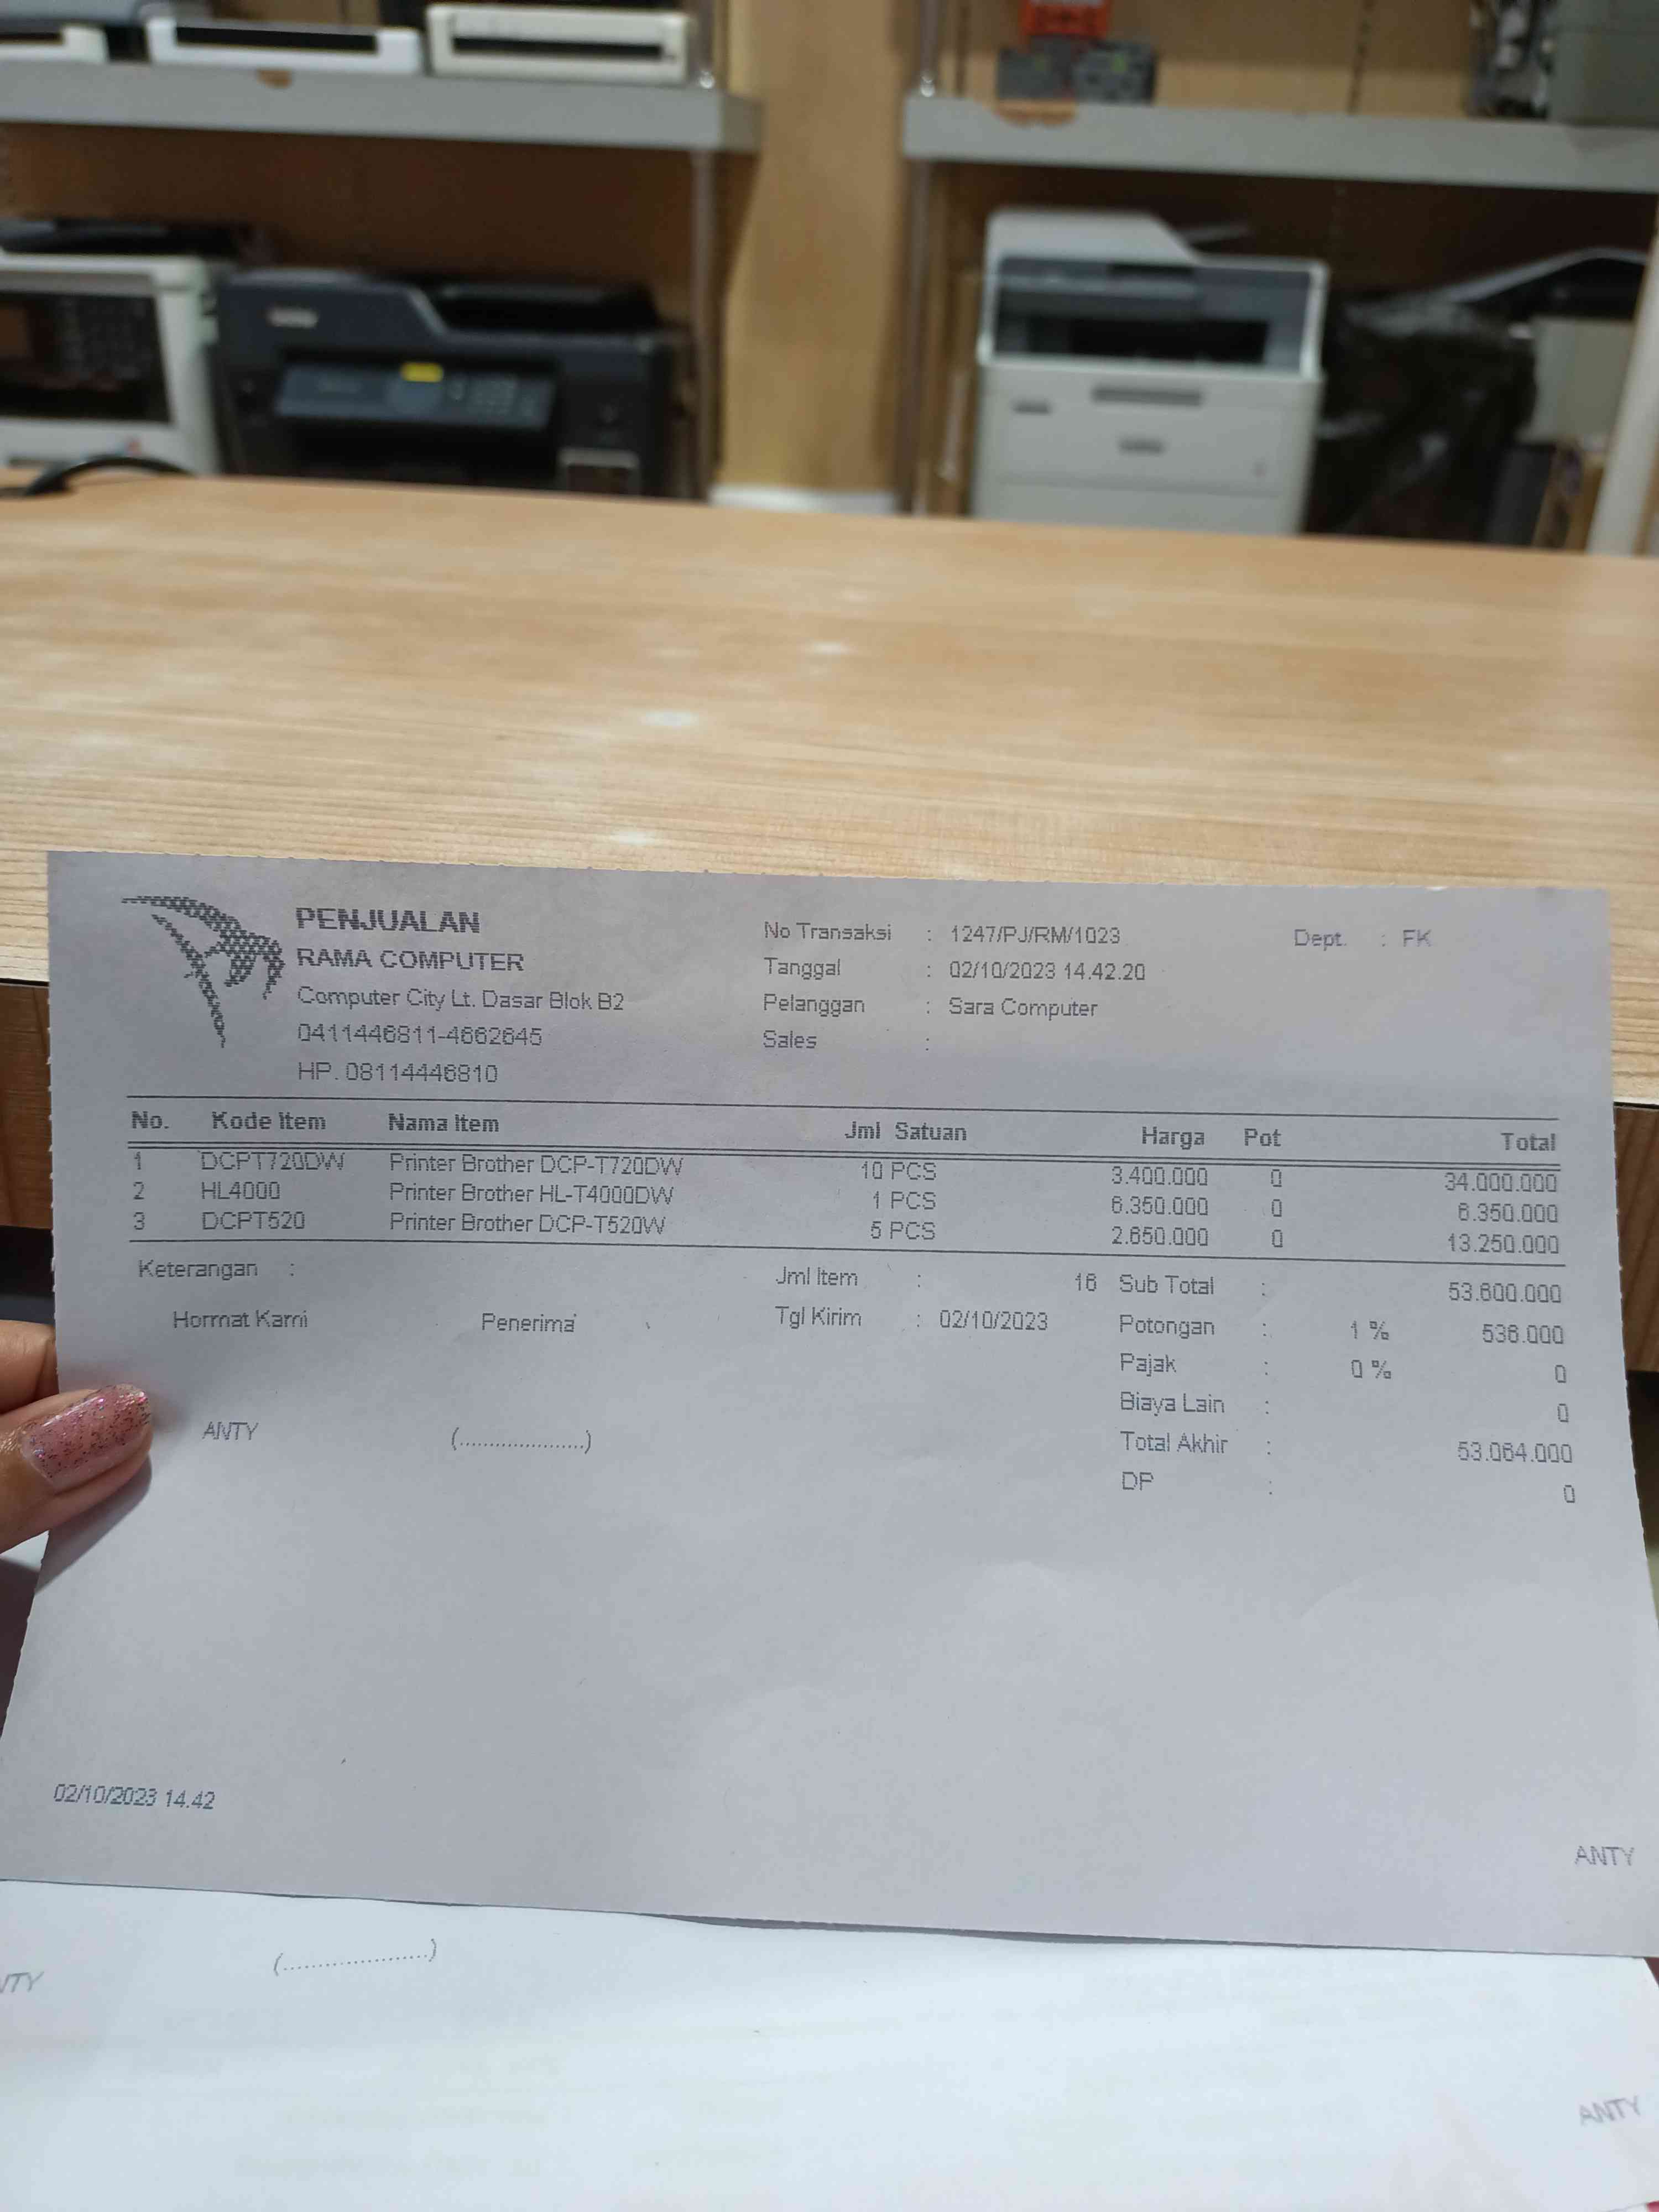 PENJUALAN
RAMA COMPUTER
Computer City Lt. Dasar Blok B2
0411446811-4662645
HP. 08114446810
No Transaksi : 1247/PJ/RM/1023
Tanggal : 02/10/2023 14.42.20
Pelanggan : Sara Computer
Sales :
Dept. : FK
No. Kode Item Nama Item Jml Satuan Harga Pot Total
1 DCPT720DW Printer Brother DCP-T720DW 10 PCS 3.400.000 0 34.000.000
2 HL4000 Printer Brother HL-T4000DW 1 PCS 6.350.000 0 6.350.000
3 DCPT520 Printer Brother DCP-T520W 5 PCS 2.650.000 0 13.250.000
Keterangan : Jml Item : 16 Sub Total : 53.600.000
Hormat Kami Penerima Tgl Kirim : 02/10/2023 Potongan : 1 % 536.000
Pajak : 0 % 0
Biaya Lain : 0
ANTY (.....................) Total Akhir : 53.064.000
DP : 0
02/10/2023 14.42
ANTY
(.....................)
NTY
ANTY